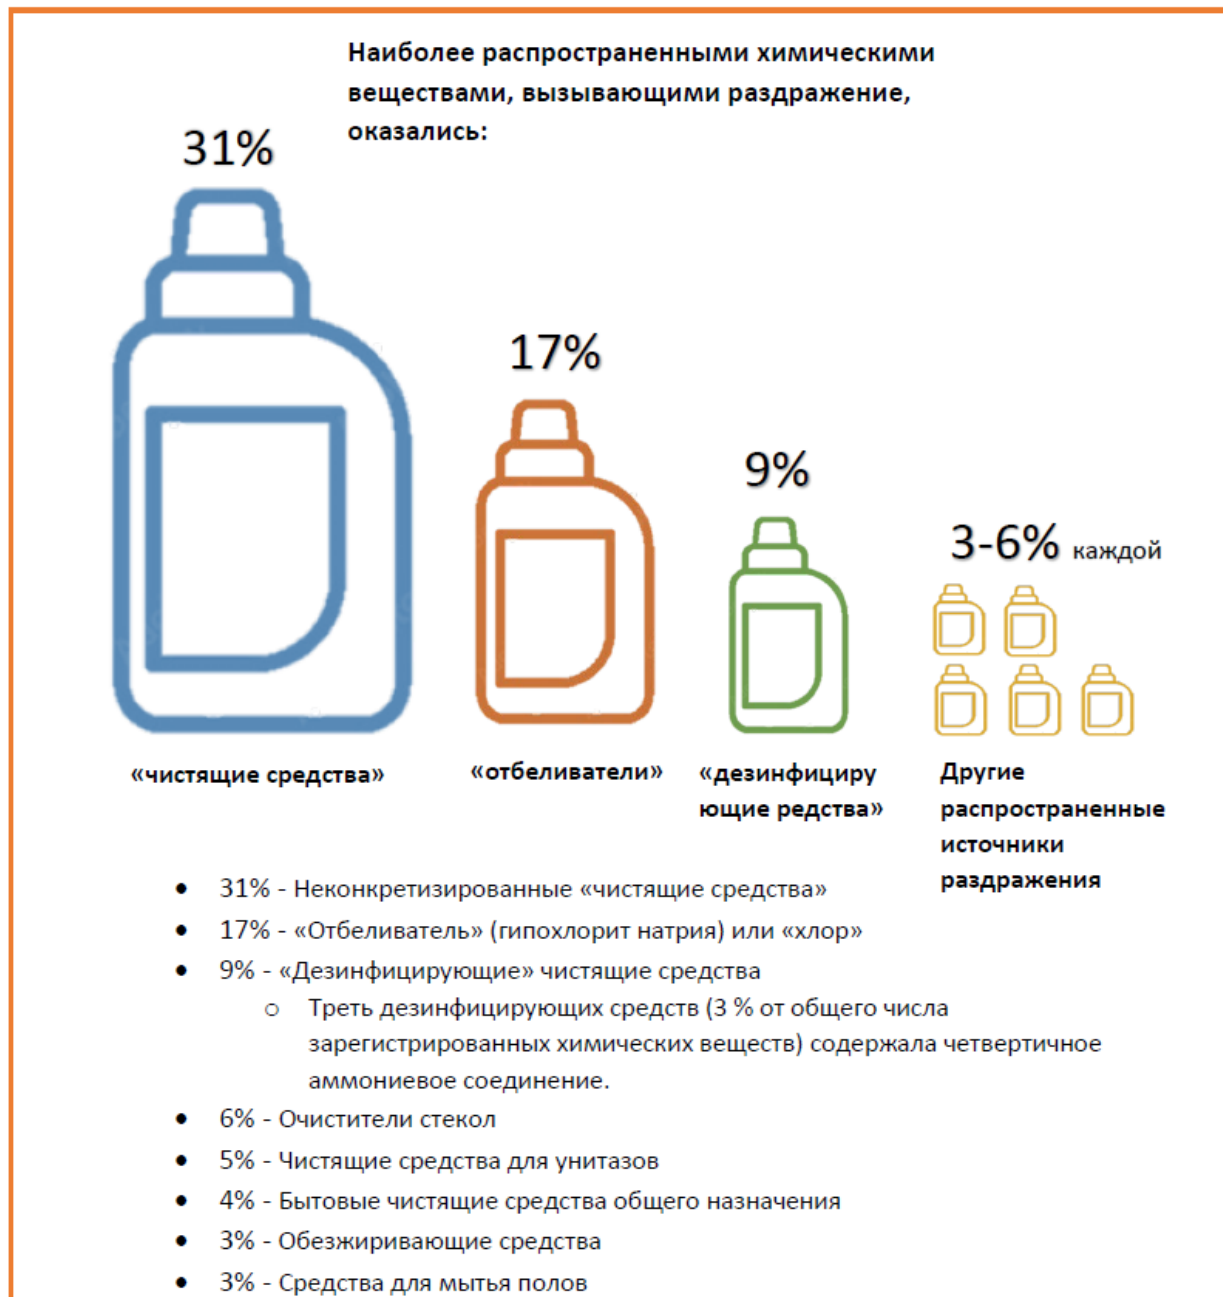 Наиболее распространенными химическими
веществами, вызывающими раздражение,
оказались:
31%
17%
9%
3-6% каждой
«чистящие средства»
«отбеливатели»
«дезинфициру
ющие редства»
Другие
распространенные
источники
раздражения
• 31% - Неконкретизированные «чистящие средства»
• 17% - «Отбеливатель» (гипохлорит натрия) или «хлор»
• 9% - «Дезинфицирующие» чистящие средства
o Треть дезинфицирующих средств (3 % от общего числа
зарегистрированных химических веществ) содержала четвертичное
аммониевое соединение.
• 6% - Очистители стекол
• 5% - Чистящие средства для унитазов
• 4% - Бытовые чистящие средства общего назначения
• 3% - Обезжиривающие средства
• 3% - Средства для мытья полов